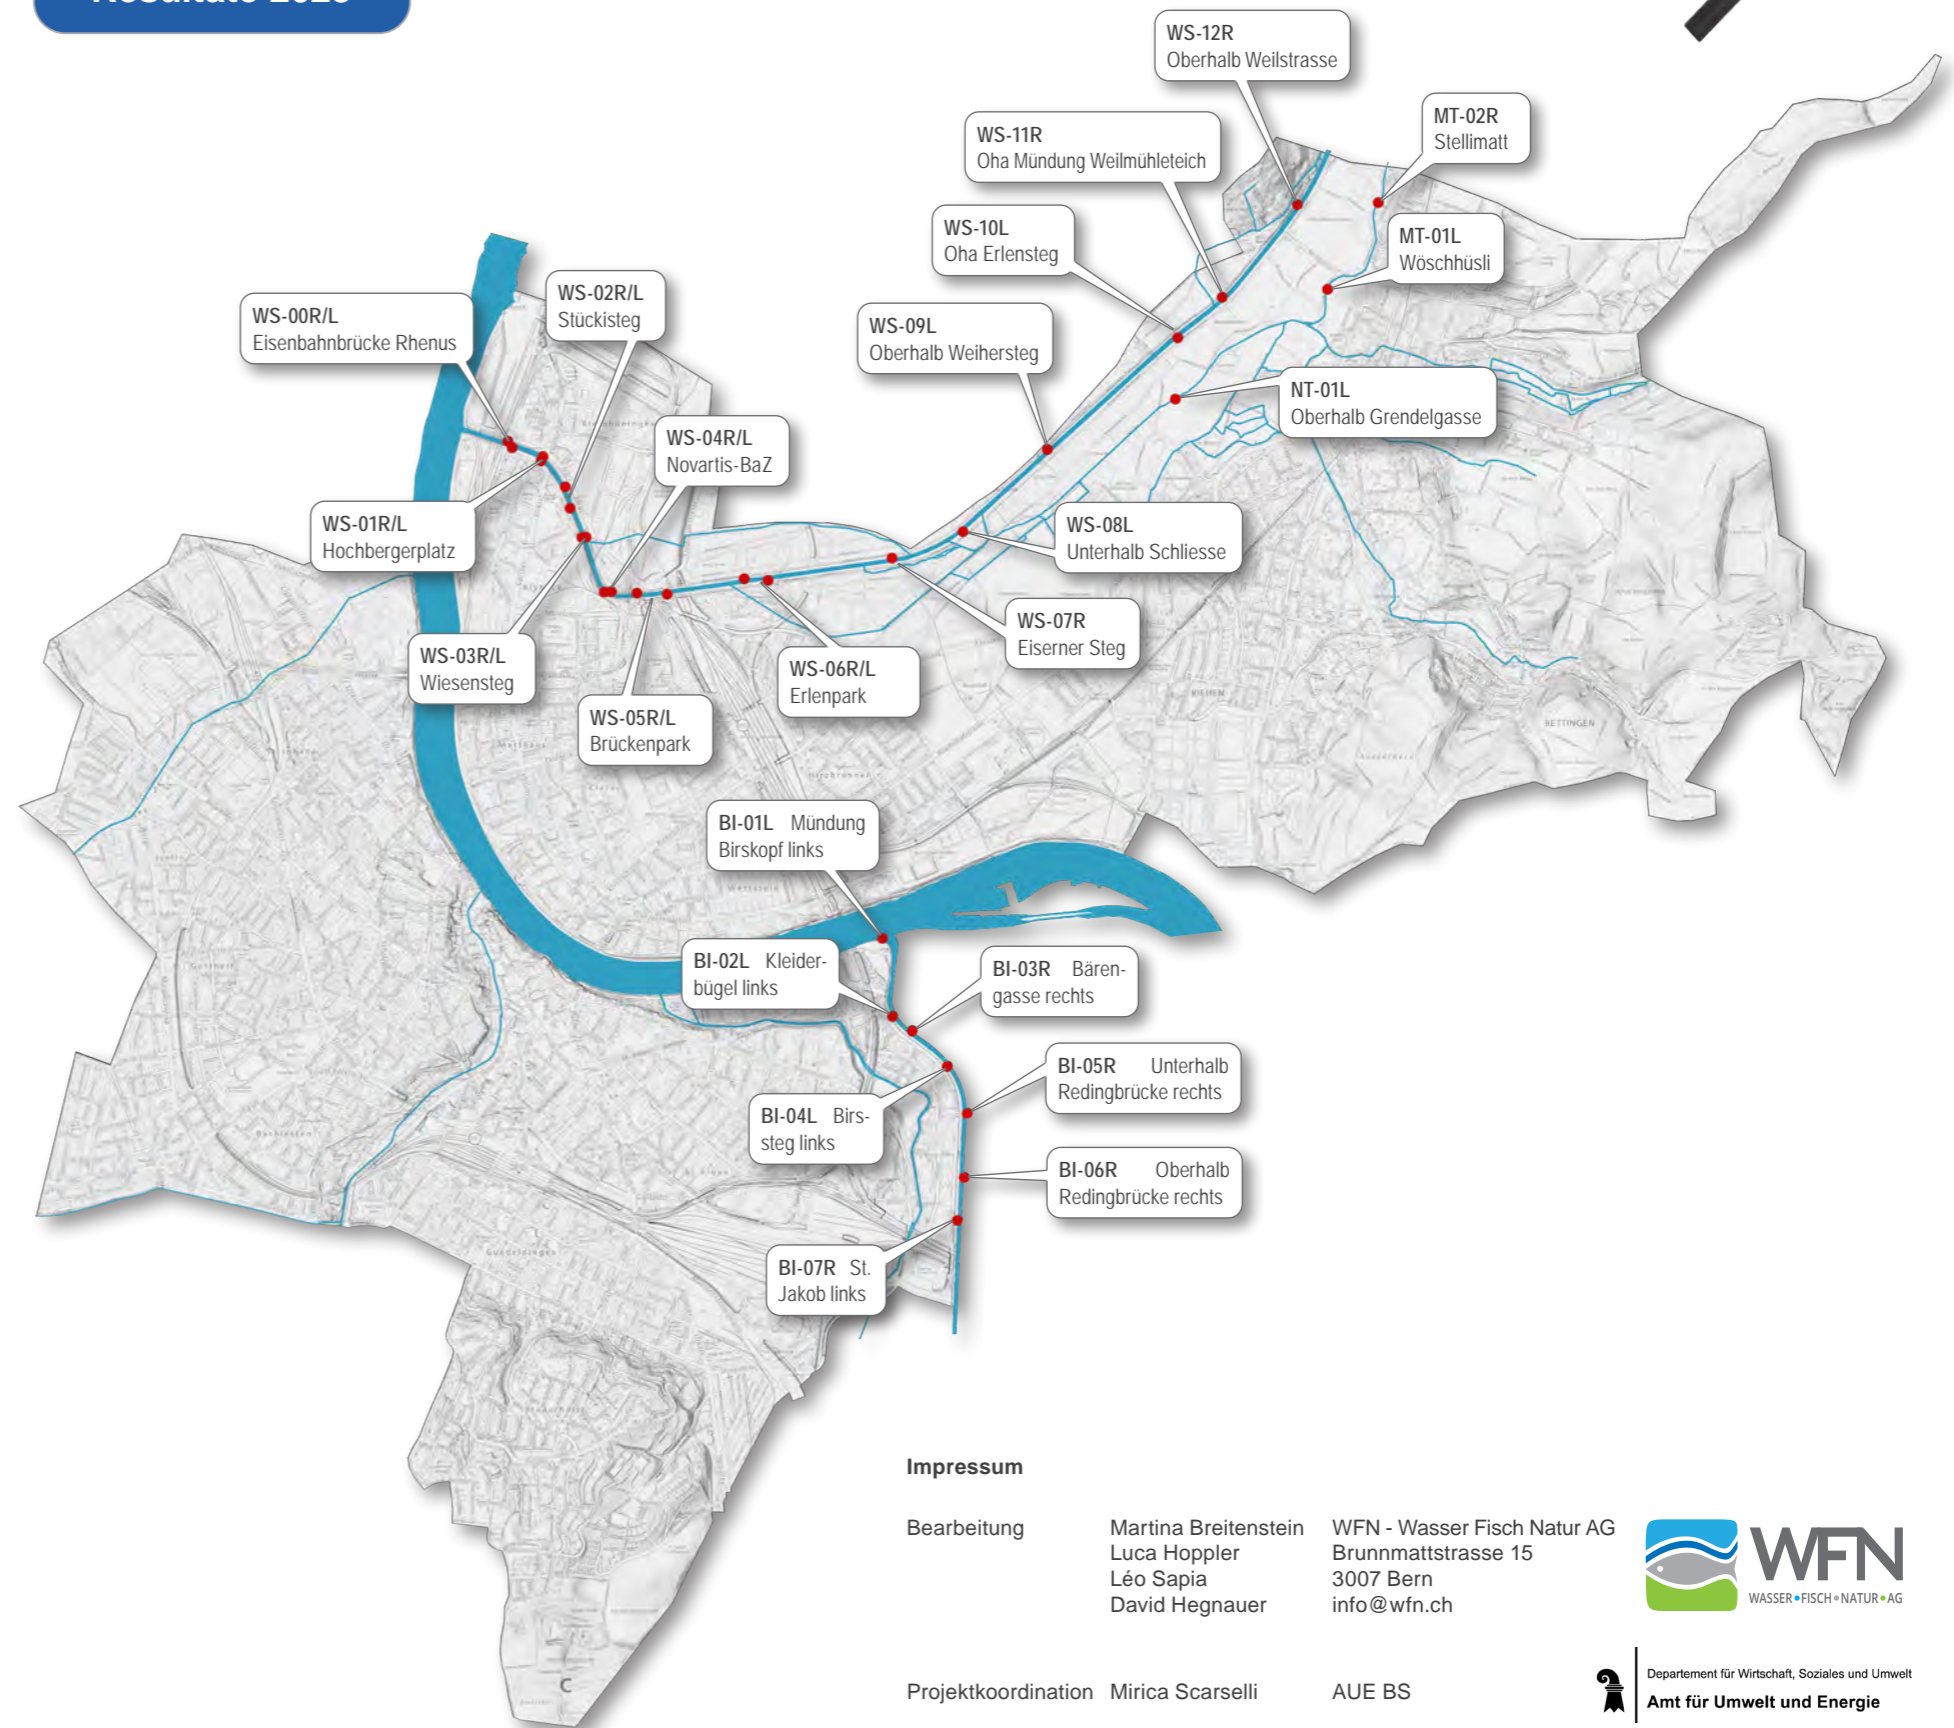 WS-12R
Oberhalb Weilstrasse
MT-02R
Stellimatt
WS-11R
Oha Mündung Weilmühleteich
WS-10L
Oha Erlensteg
MT-01L
Wöschhüsli
WS-02R/L
Stückisteg
WS-00R/L
Eisenbahnbrücke Rhenus
WS-09L
Oberhalb Weihersteg
NT-01L
Oberhalb Grendelgasse
WS-04R/L
Novartis-BaZ
WS-01R/L
Hochbergerplatz
WS-08L
Unterhalb Schliesse
WS-07R
Eiserner Steg
WS-03R/L
Wiesensteg
WS-06R/L
Erlenpark
WS-05R/L
Brückenpark
RIEHEN
BETTINGEN
BI-01L Mündung
Birskopf links
Wettstein
BI-02L Kleider-
bügel links
BI-03R Bären-
gasse rechts
BI-05R Unterhalb
Redingbrücke rechts
BI-04L Birs-
steg links
BI-06R Oberhalb
Redingbrücke rechts
Gundeldingen
BI-07R St.
Jakob links
Impressum
Bearbeitung Martina Breitenstein WFN - Wasser Fisch Natur AG
Luca Hoppler Brunnmattstrasse 15
Léo Sapia 3007 Bern
David Hegnauer info@wfn.ch
WFN
WASSER•FISCH•NATUR•AG
Projektkoordination Mirica Scarselli AUE BS
Departement für Wirtschaft, Soziales und Umwelt
Amt für Umwelt und Energie